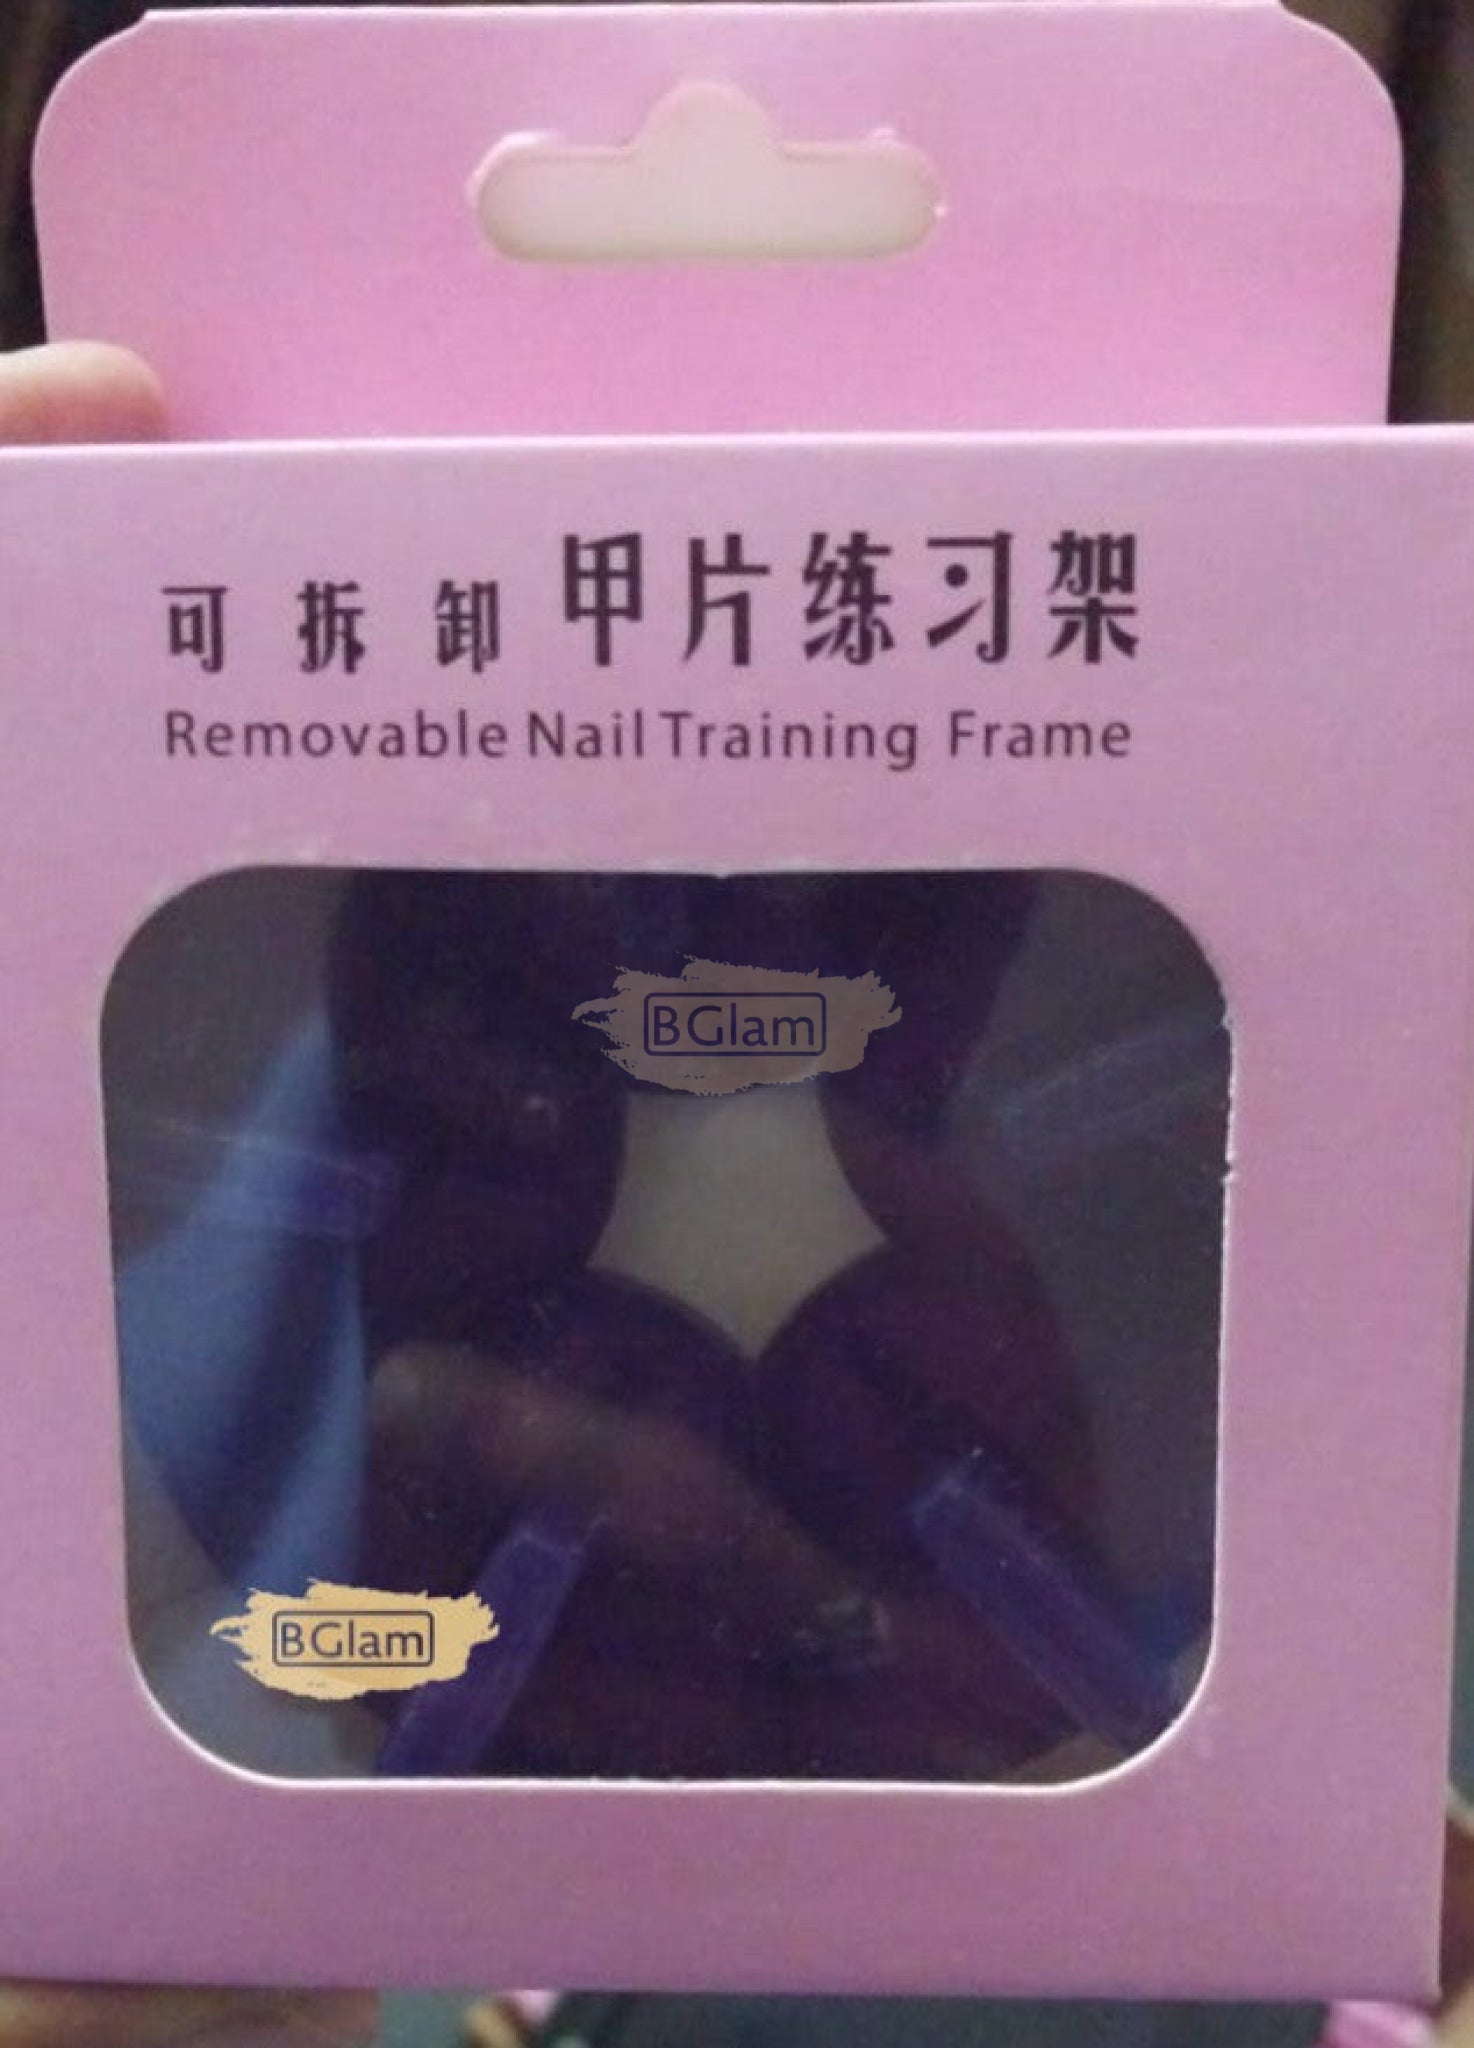 可拆卸甲片练习架
Removable Nail Training Frame
BGlam
BGlam